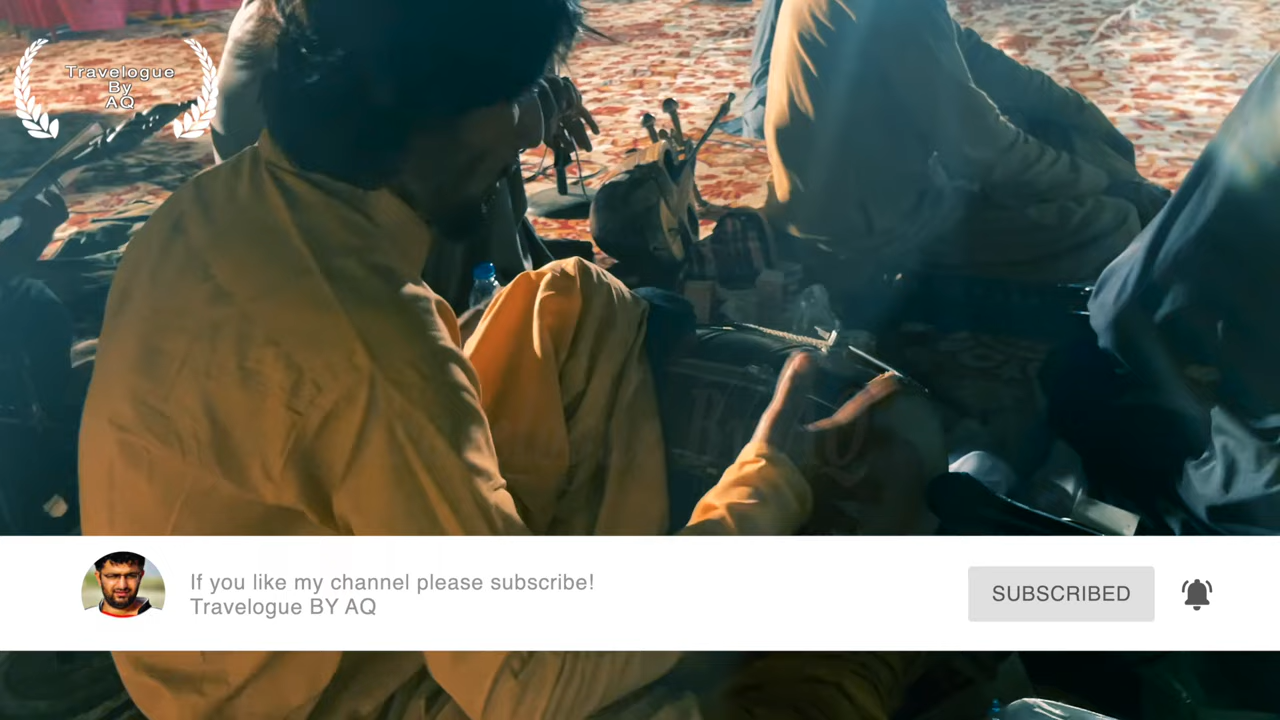 Travelogue
By
AQ
If you like my channel please subscribe!
Travelogue BY AQ
SUBSCRIBED